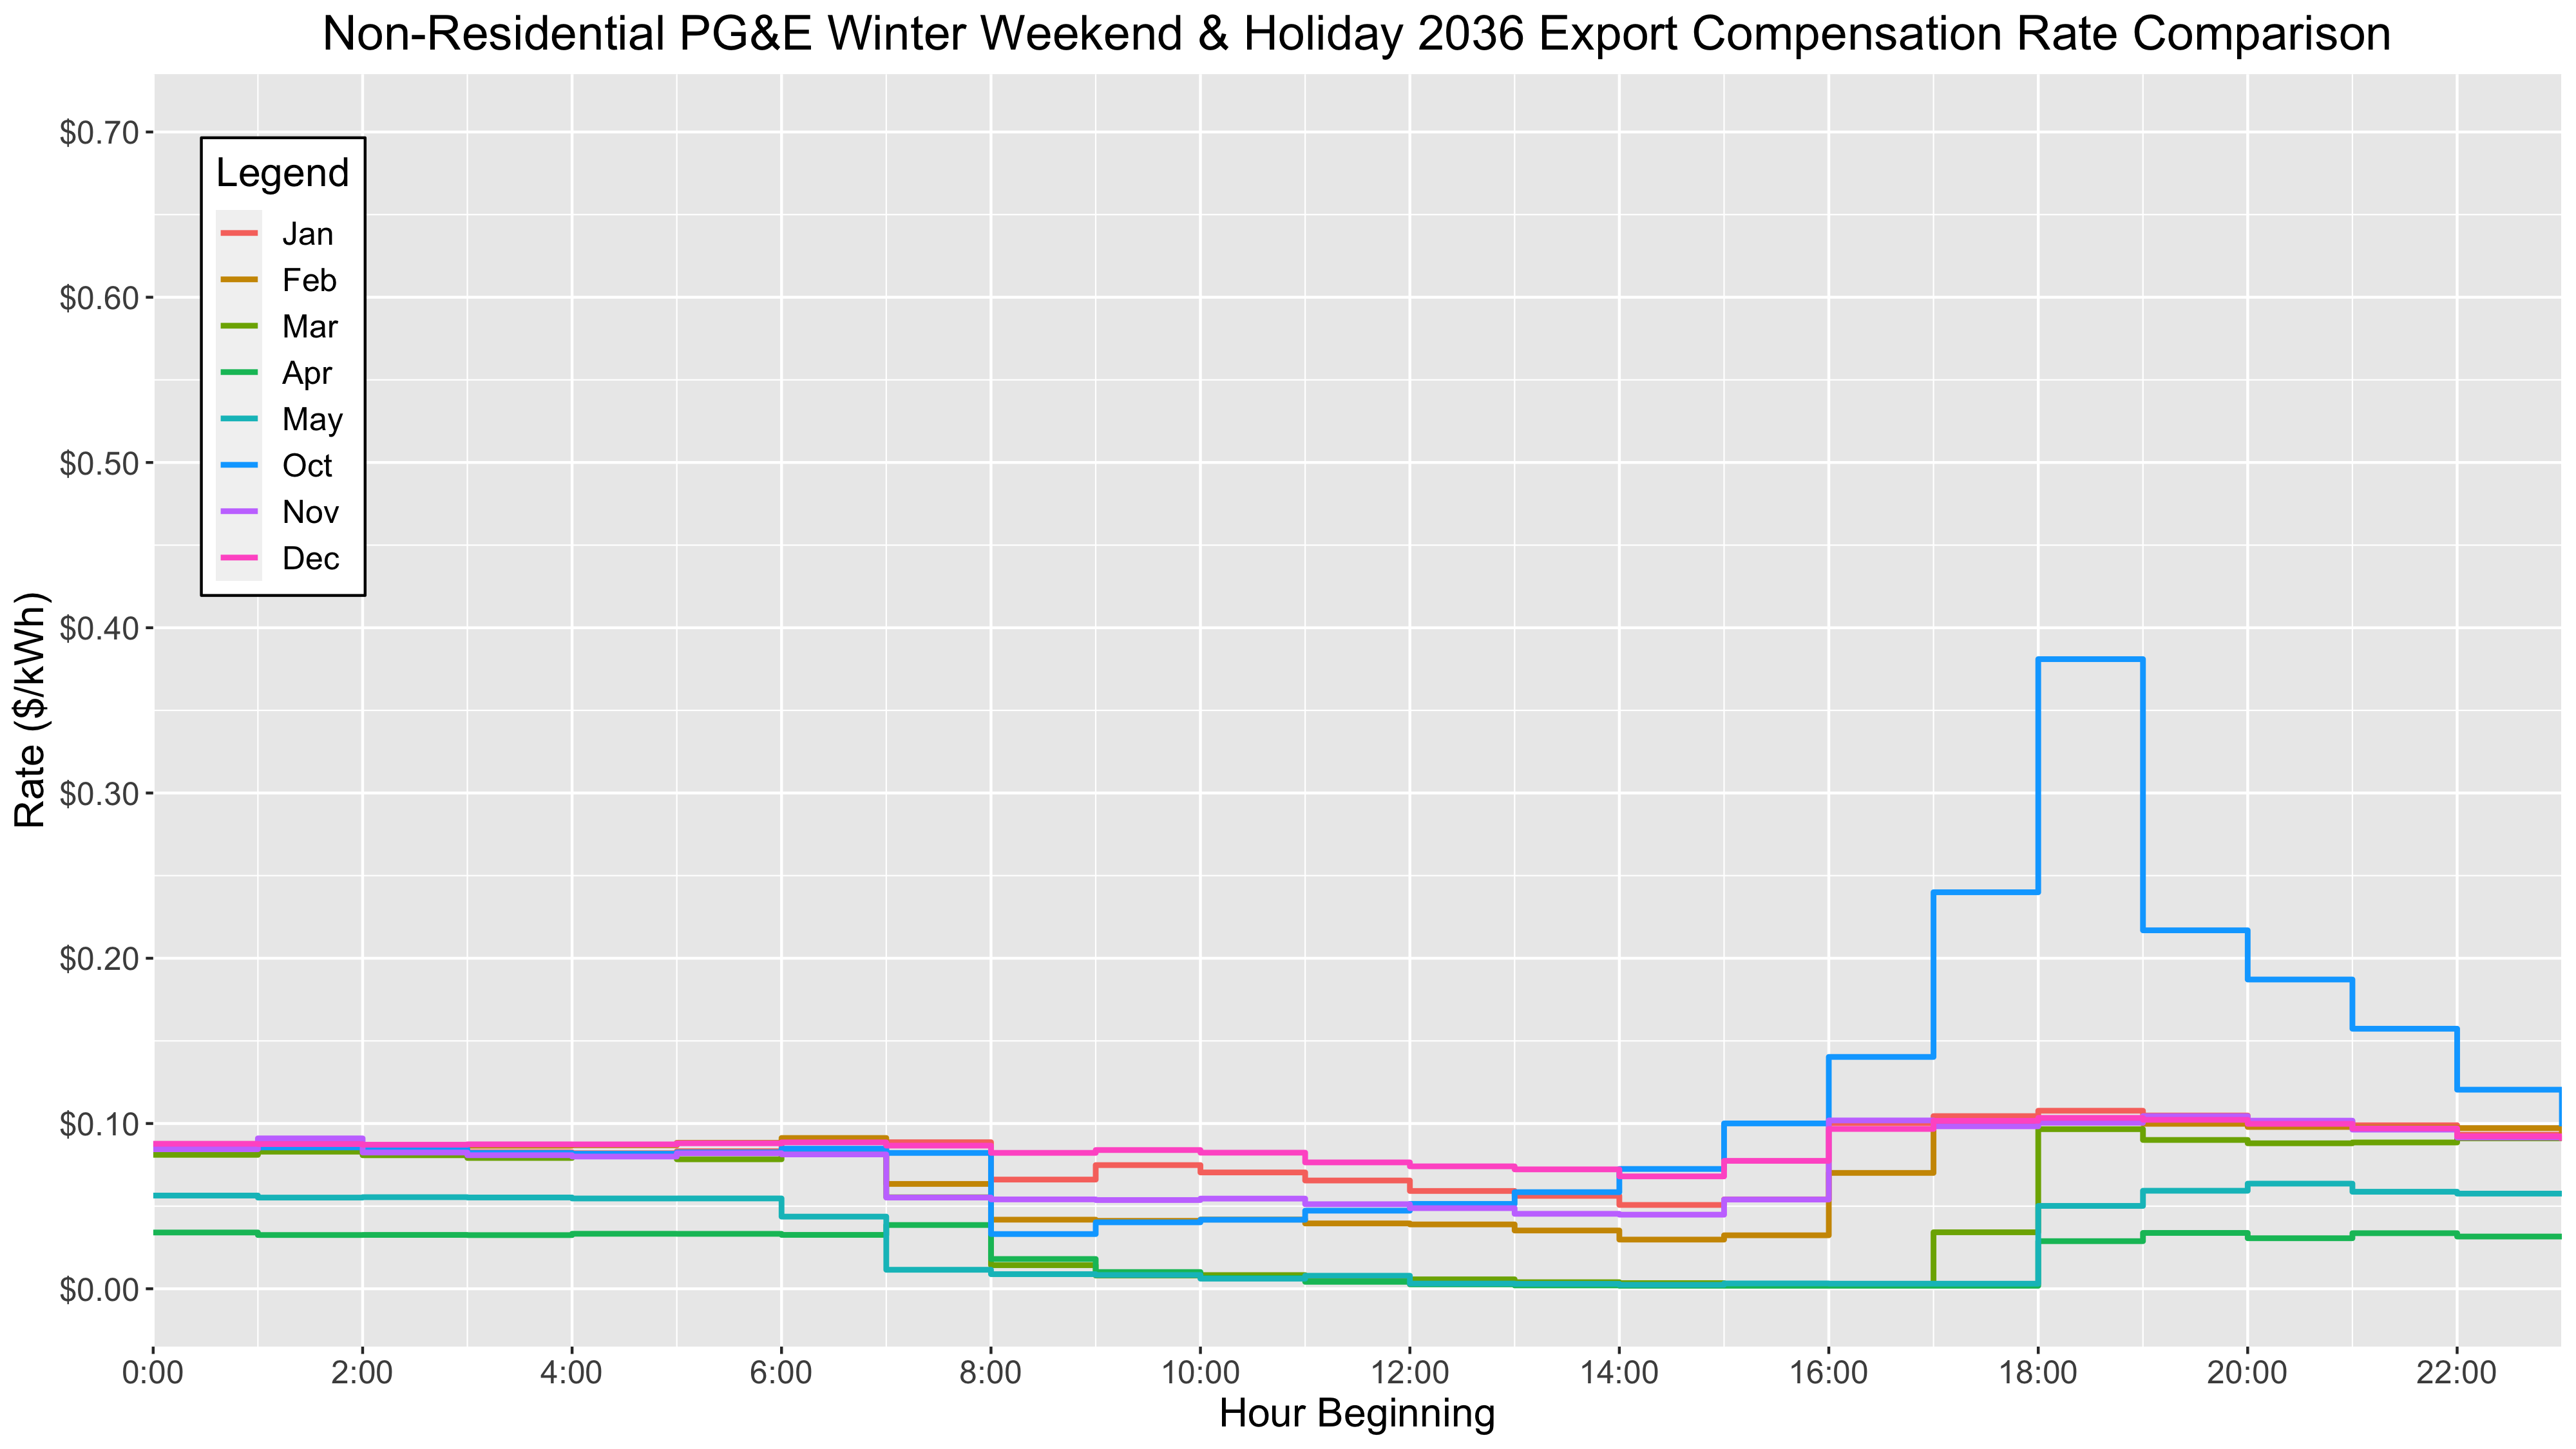 Non-Residential PG&E Winter Weekend & Holiday 2036 Export Compensation Rate Comparison
$0.70
$0.60
$0.50
$0.40
$0.30
$0.20
$0.10
$0.00
Rate ($/kWh)
Legend
Jan
Feb
Mar
Apr
May
Oct
Nov
Dec
0:00 2:00 4:00 6:00 8:00 10:00 12:00 14:00 16:00 18:00 20:00 22:00
Hour Beginning